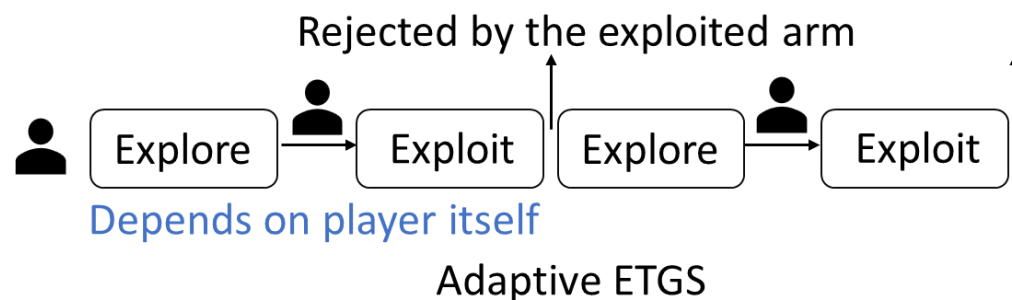 Rejected by the exploited arm
Explore Exploit Explore Exploit
Depends on player itself
Adaptive ETGS